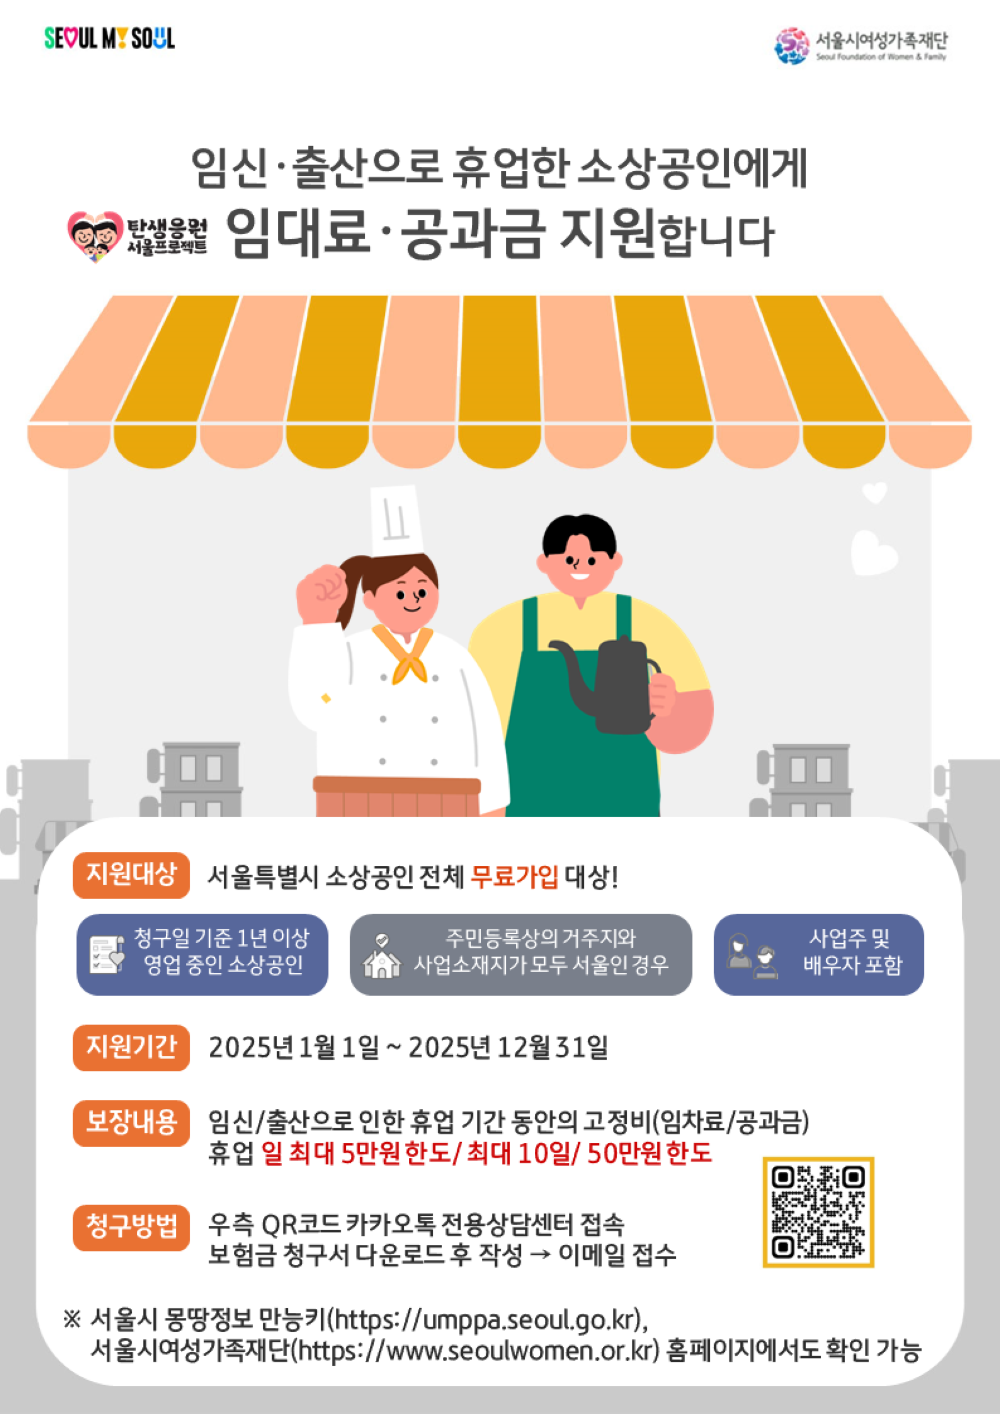 SEOUL MY SOUL
서울시여성가족재단
Seoul Foundation of Women & Family
임신·출산으로 휴업한 소상공인에게
탄생응원
서울프로젝트
임대료·공과금 지원합니다
지원대상
서울특별시 소상공인 전체 무료가입 대상!
청구일 기준 1년 이상
영업 중인 소상공인
주민등록상의 거주지와
사업소재지가 모두 서울인 경우
사업주 및
배우자 포함
지원기간
2025년 1월 1일 ~ 2025년 12월 31일
보장내용
임신/출산으로 인한 휴업 기간 동안의 고정비(임차료/공과금)
휴업 일 최대 5만원 한도/ 최대 10일/ 50만원 한도
청구방법
우측 QR코드 카카오톡 전용상담센터 접속
보험금 청구서 다운로드 후 작성 → 이메일 접수
※ 서울시 몽땅정보 만능키(https://umppa.seoul.go.kr),
서울시여성가족재단(https://www.seoulwomen.or.kr) 홈페이지에서도 확인 가능